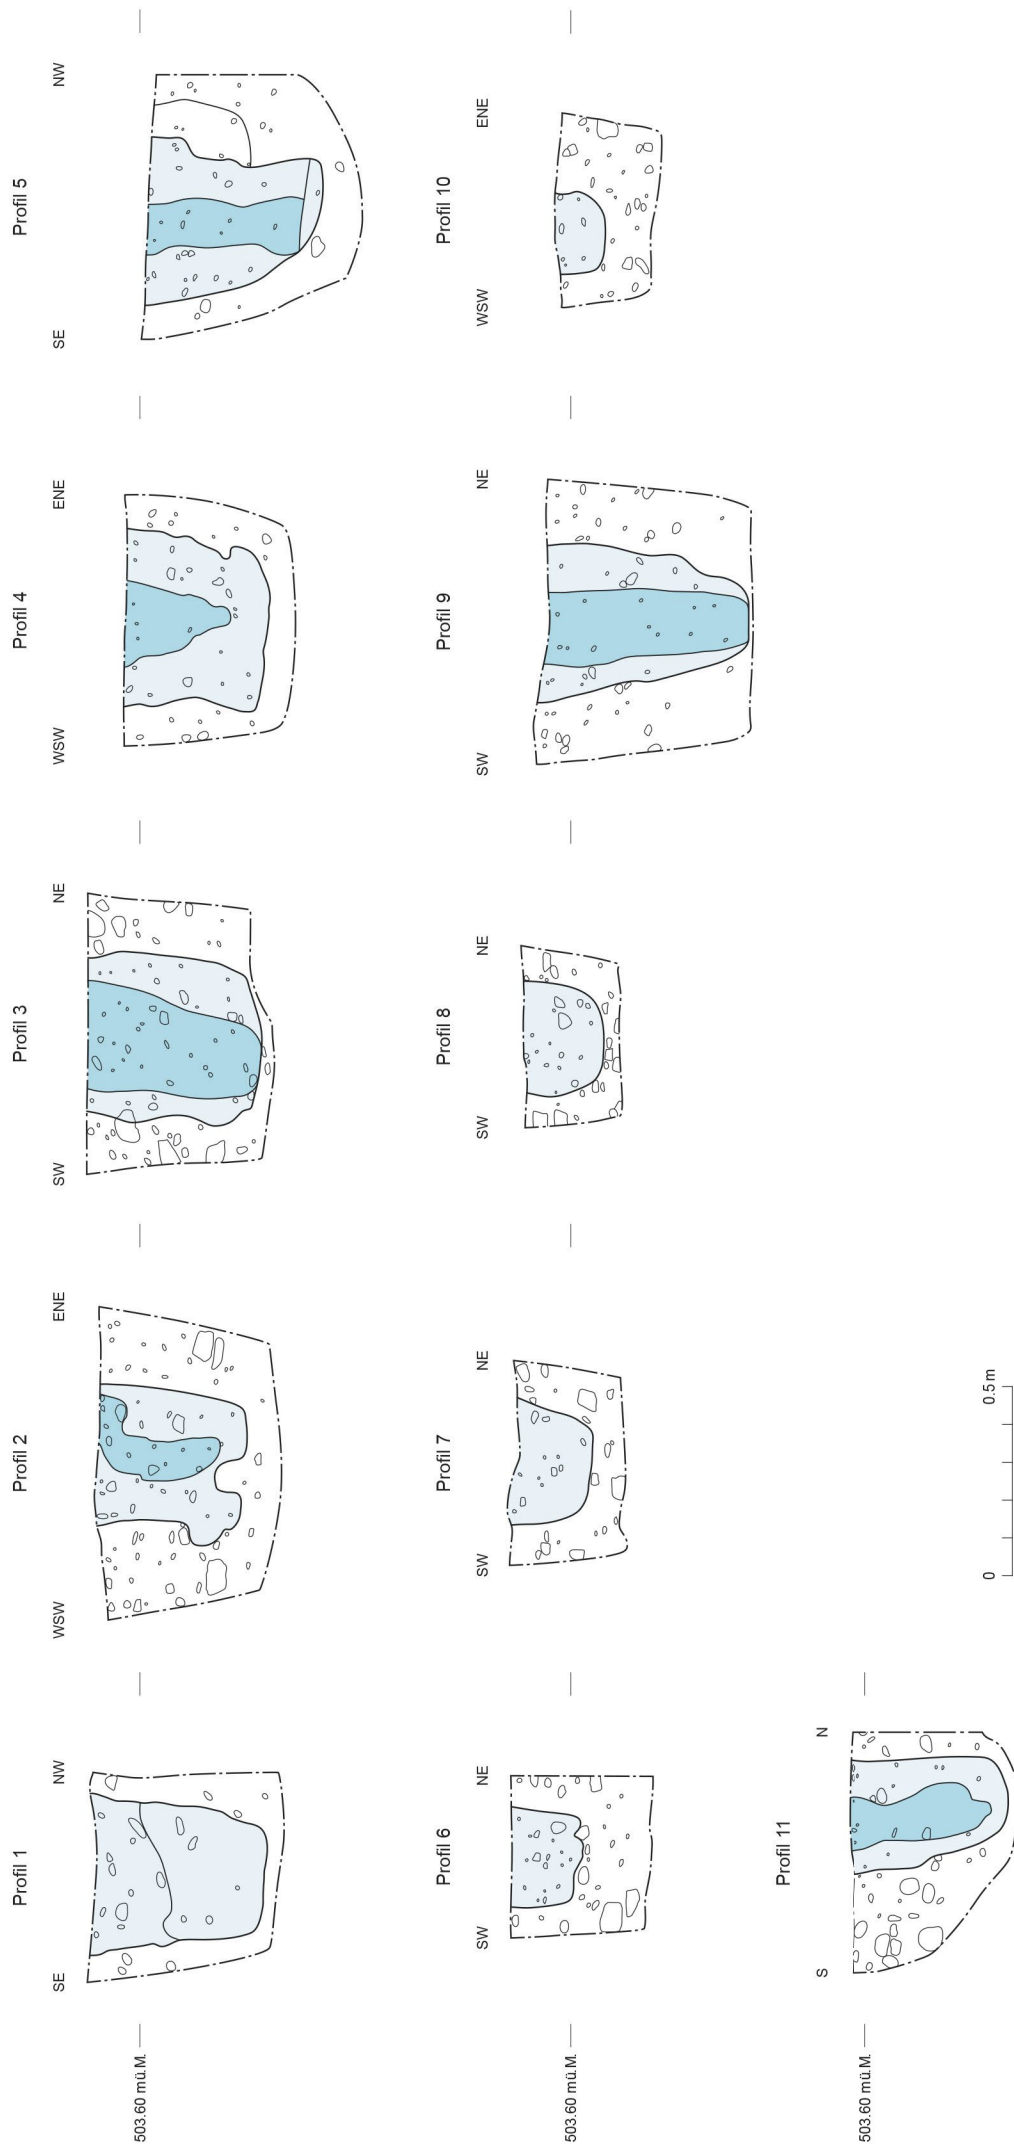 Profil 1
Profil 2
Profil 3
Profil 4
Profil 5
SE
NW
WSW
ENE
SW
NE
WSW
ENE
SE
NW
503.60 mü.M.
Profil 6
Profil 7
Profil 8
Profil 9
Profil 10
SW
NE
SW
NE
SW
NE
SW
NE
WSW
ENE
503.60 mü.M.
Profil 11
S
N
503.60 mü.M.
0
0.5 m